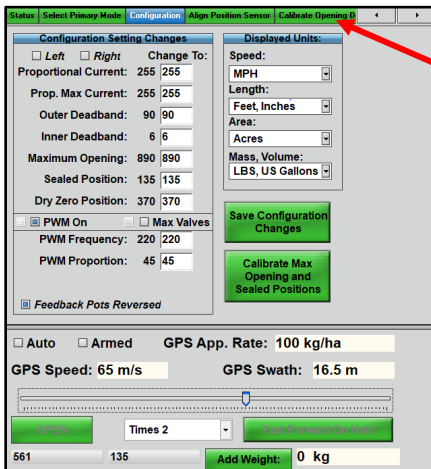 Status Select Primary Mode Configuration Align Position Sensor Calibrate Opening D
Configuration Setting Changes
Left Right Change To:
Proportional Current: 255 255
Prop. Max Current: 255 255
Outer Deadband: 90 90
Inner Deadband: 6 6
Maximum Opening: 890 890
Sealed Position: 135 135
Dry Zero Position: 370 370
PWM On Max Valves
PWM Frequency: 220 220
PWM Proportion: 45 45
Feedback Pots Reversed
Displayed Units:
Speed:
MPH
Length:
Feet, Inches
Area:
Acres
Mass, Volume:
LBS, US Gallons
Save Configuration
Changes
Calibrate Max
Opening and
Sealed Positions
Auto Armed GPS App. Rate: 100 kg/ha
GPS Speed: 65 m/s GPS Swath: 16.5 m
OPEN Times 2
561 135 Add Weight: 0 kg